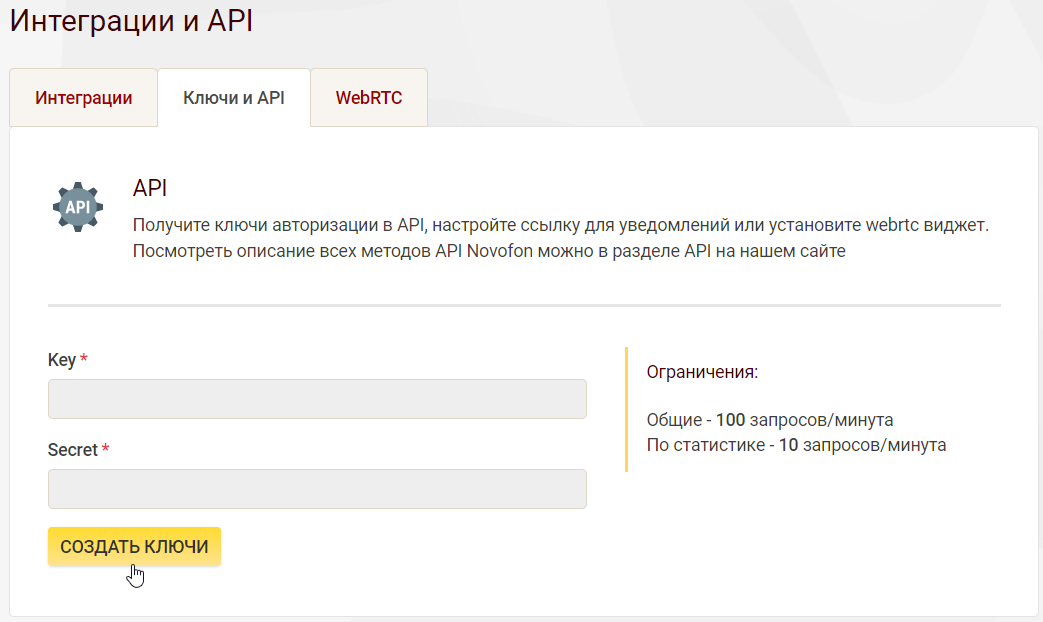 Интеграции и API
Интеграции
Ключи и API
WebRTC
API
API
Получите ключи авторизации в API, настройте ссылку для уведомлений или установите webrtc виджет.
Посмотреть описание всех методов API Novofon можно в разделе API на нашем сайте
Key *
Secret *
СОЗДАТЬ КЛЮЧИ
Ограничения:
Общие - 100 запросов/минута
По статистике - 10 запросов/минута